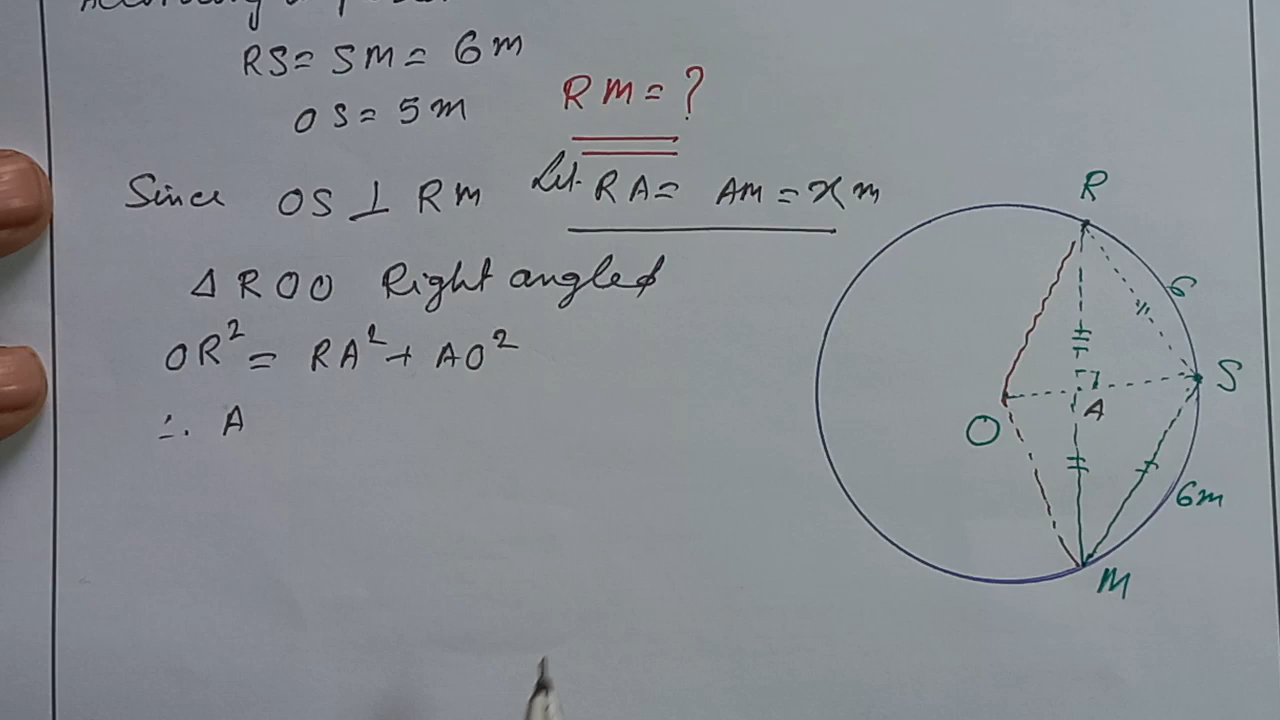 RS = SM = 6m
OS = 5m
RM = ?
Since OS ⊥ RM Let. RA = AM = x m
Δ ROO Right angled
OR² = RA² + AO²
∴ A
R
6
S
A
O
6m
M